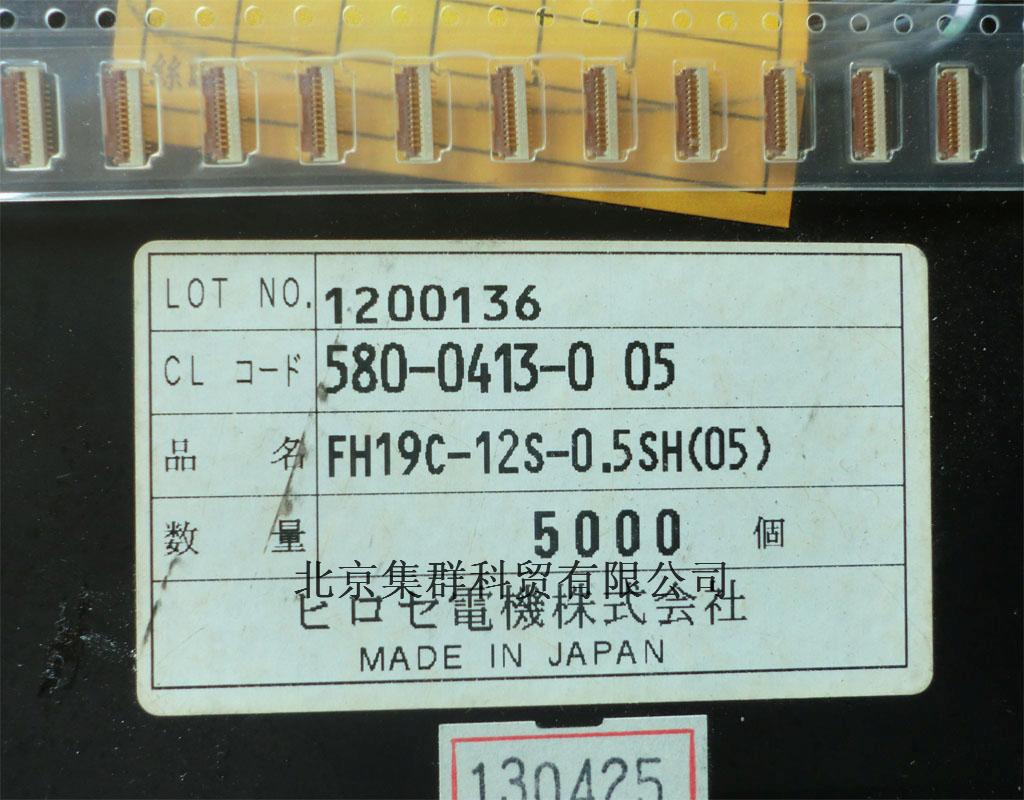 LOT NO. 1200136
CL コード 580-0413-0 05
品名 FH19C-12S-0.5SH(05)
数量 5000 個
北京集群科贸有限公司
ヒロセ電機株式会社
MADE IN JAPAN
130425